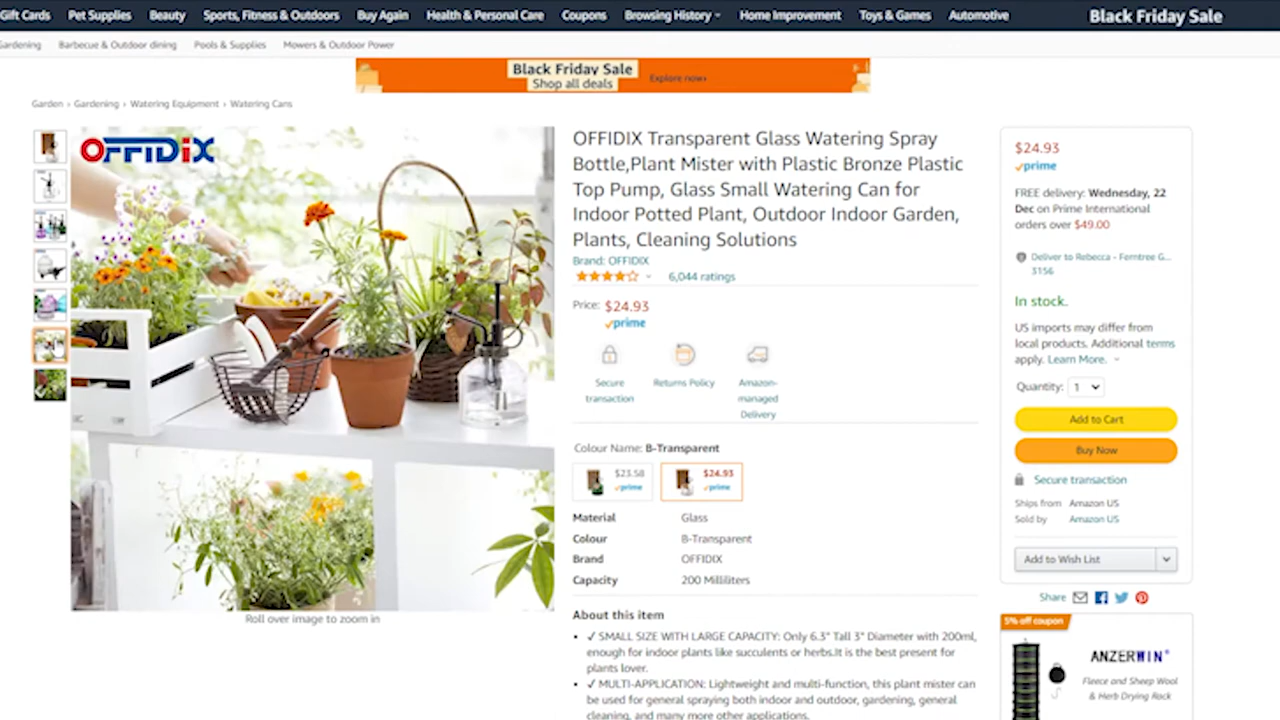 Gift Cards Pet Supplies Beauty Sports, Fitness & Outdoors Buy Again Health & Personal Care Coupons Browsing History Home Improvement Toys & Games Automotive Black Friday Sale
Gardening Barbecue & Outdoor dining Pools & Supplies Mowers & Outdoor Power
Black Friday Sale
Shop all deals
Explore now›
Garden › Gardening › Watering Equipment › Watering Cans
OFFIDIX
Roll over image to zoom in
OFFIDIX Transparent Glass Watering Spray
Bottle,Plant Mister with Plastic Bronze Plastic
Top Pump, Glass Small Watering Can for
Indoor Potted Plant, Outdoor Indoor Garden,
Plants, Cleaning Solutions
Brand: OFFIDIX
6,044 ratings
Price: $24.93
✓prime
Secure transaction
Returns Policy
Amazon-managed Delivery
Colour Name: B-Transparent
$23.58 ✓prime
$24.93 ✓prime
Material Glass
Colour B-Transparent
Brand OFFIDIX
Capacity 200 Milliliters
About this item
• ✓ SMALL SIZE WITH LARGE CAPACITY: Only 6.3" Tall 3" Diameter with 200ml,
enough for indoor plants like succulents or herbs.It is the best present for
plants lover.
• ✓ MULTI-APPLICATION: Lightweight and multi-function, this plant mister can
be used for general spraying both indoor and outdoor, gardening, general
cleaning, and many more other applications.
$24.93
✓prime
FREE delivery: Wednesday, 22
Dec on Prime International
orders over $49.00
Deliver to Rebecca - Ferntree G...
3156
In stock.
US imports may differ from
local products. Additional terms
apply. Learn More.
Quantity: 1
Add to Cart
Buy Now
Secure transaction
Ships from Amazon US
Sold by Amazon US
Add to Wish List
Share
5% off coupon
ANZERWIN
Fleece and Sheep Wool
& Herb Drying Rack